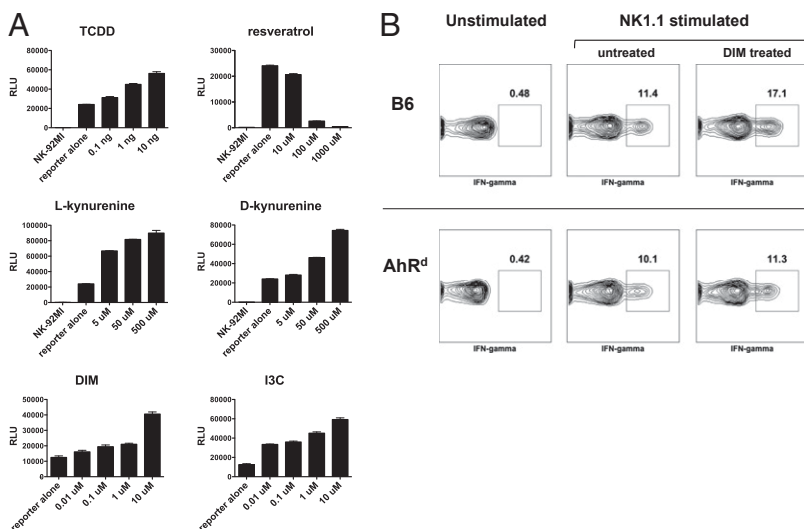 A
TCDD
RLU
80000
60000
40000
20000
0
NK-92MI
reporter alone
0.1 ng
1 ng
10 ng
resveratrol
RLU
30000
20000
10000
0
NK-92MI
reporter alone
10 uM
100 uM
1000 uM
L-kynurenine
RLU
100000
80000
60000
40000
20000
0
NK-92MI
reporter alone
5 uM
50 uM
500 uM
D-kynurenine
RLU
80000
60000
40000
20000
0
NK-92MI
reporter alone
5 uM
50 uM
500 uM
DIM
RLU
50000
40000
30000
20000
10000
0
reporter alone
0.01 uM
0.1 uM
1 uM
10 uM
I3C
RLU
80000
60000
40000
20000
0
reporter alone
0.01 uM
0.1 uM
1 uM
10 uM
B
Unstimulated
NK1.1 stimulated
untreated
DIM treated
B6
0.48
11.4
17.1
IFN-gamma
IFN-gamma
IFN-gamma
AhRᵈ
0.42
10.1
11.3
IFN-gamma
IFN-gamma
IFN-gamma